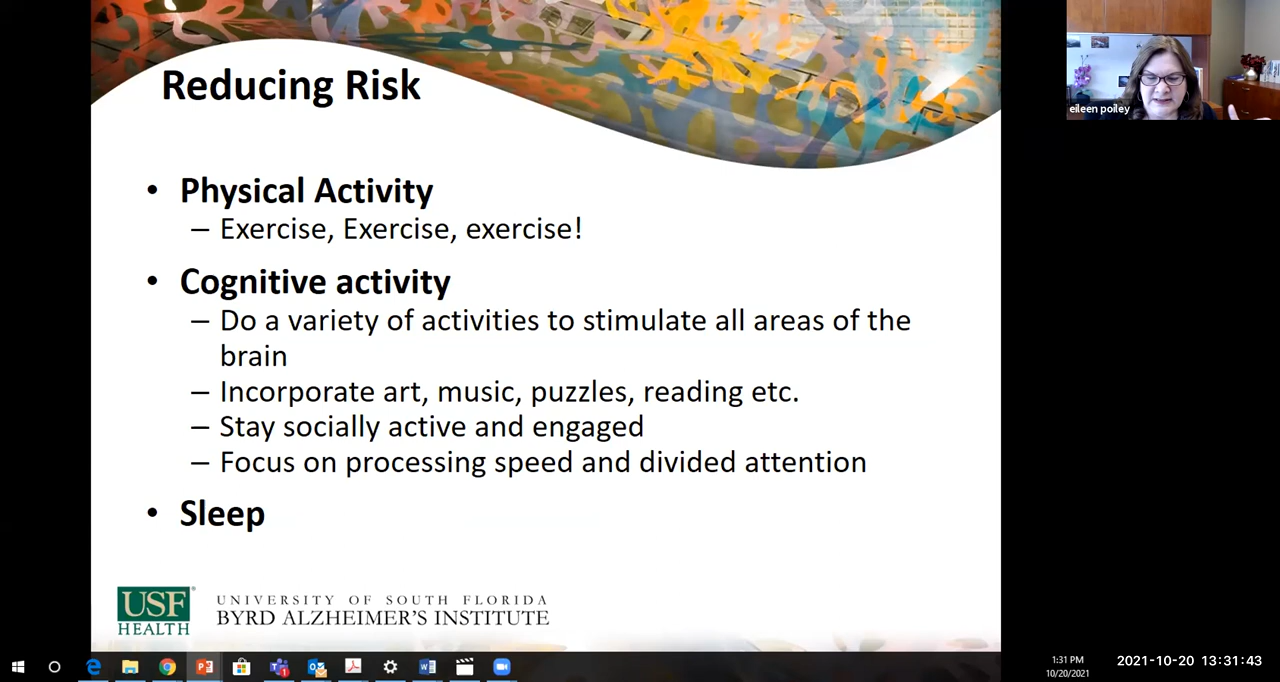 Reducing Risk
• Physical Activity
– Exercise, Exercise, exercise!
• Cognitive activity
– Do a variety of activities to stimulate all areas of the
brain
– Incorporate art, music, puzzles, reading etc.
– Stay socially active and engaged
– Focus on processing speed and divided attention
• Sleep
USF
HEALTH
UNIVERSITY OF SOUTH FLORIDA
BYRD ALZHEIMER'S INSTITUTE
eileen poiley
1:31 PM
10/20/2021
2021-10-20 13:31:43